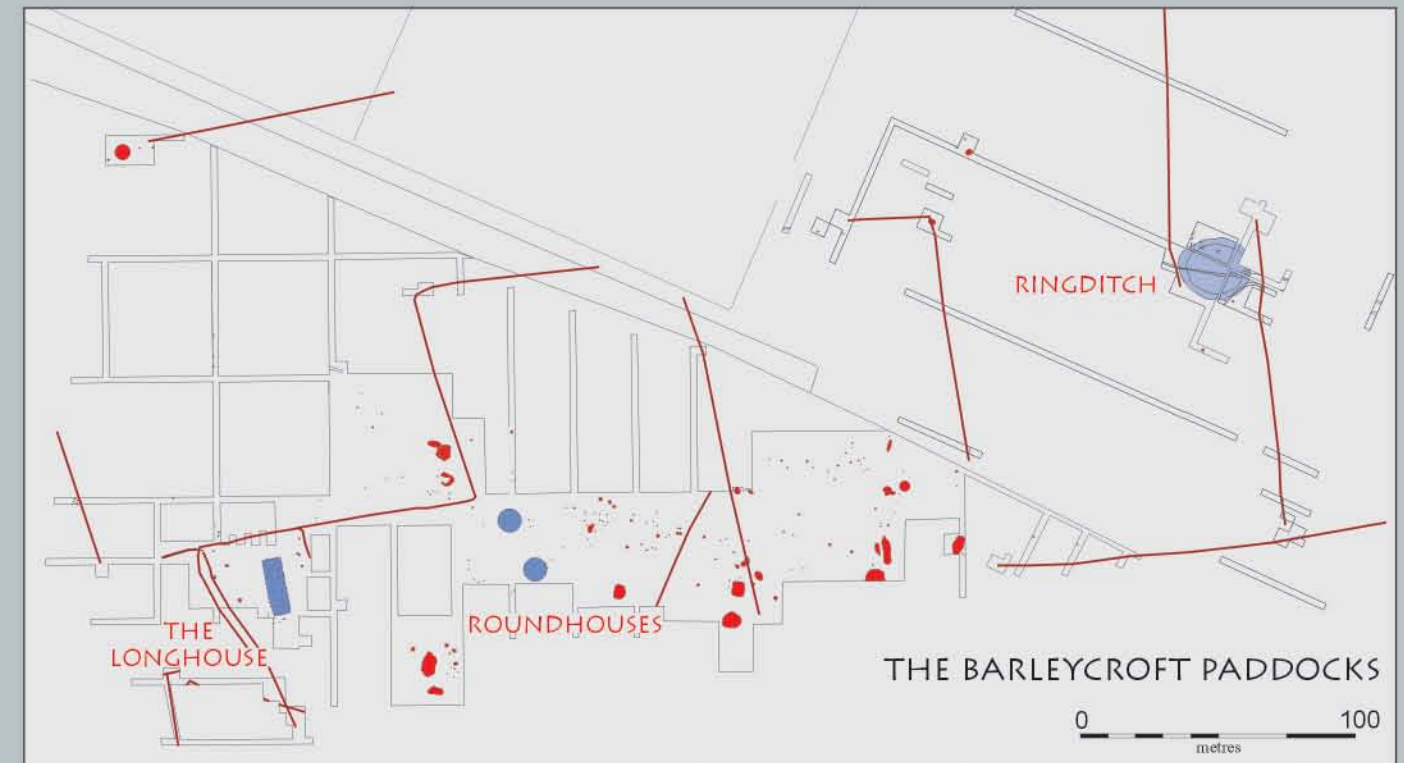 RINGDITCH
ROUNDHOUSES
THE
LONGHOUSE
THE BARLEYCROFT PADDOCKS
0 100
metres